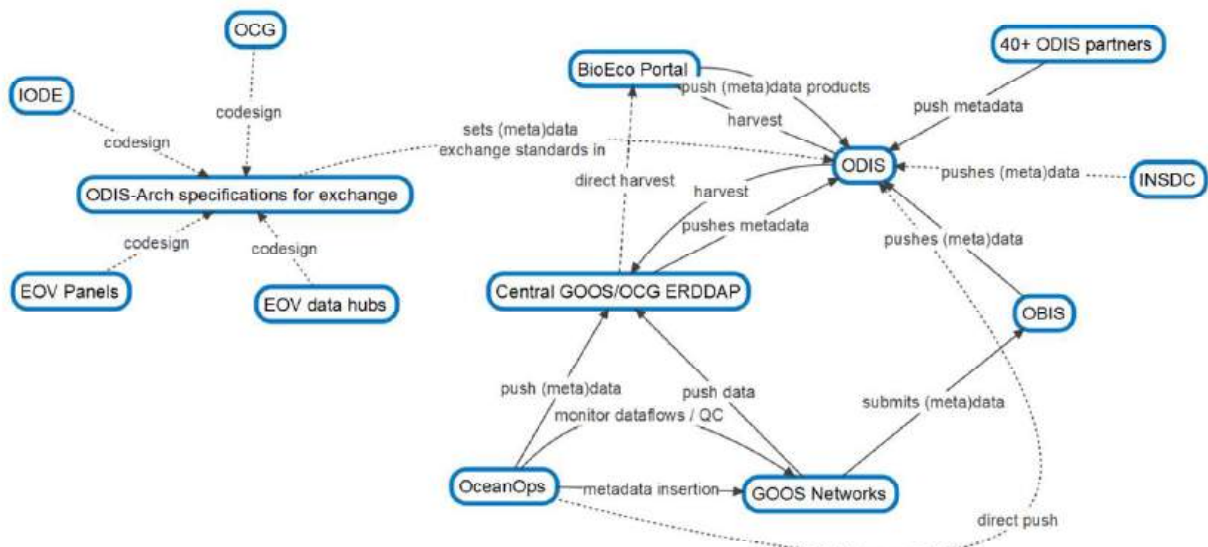 OCG
40+ ODIS partners
BioEco Portal
IODE
push (meta)data products
push metadata
codesign
codesign
harvest
sets (meta)data
exchange standards in
ODIS
direct harvest
pushes (meta)data
INSDC
ODIS-Arch specifications for exchange
harvest
pushes metadata
codesign
codesign
pushes (meta)data
EOV Panels
EOV data hubs
Central GOOS/OCG ERDDAP
OBIS
push (meta)data
push data
submits (meta)data
monitor dataflows / QC
OceanOps
metadata insertion
GOOS Networks
direct push